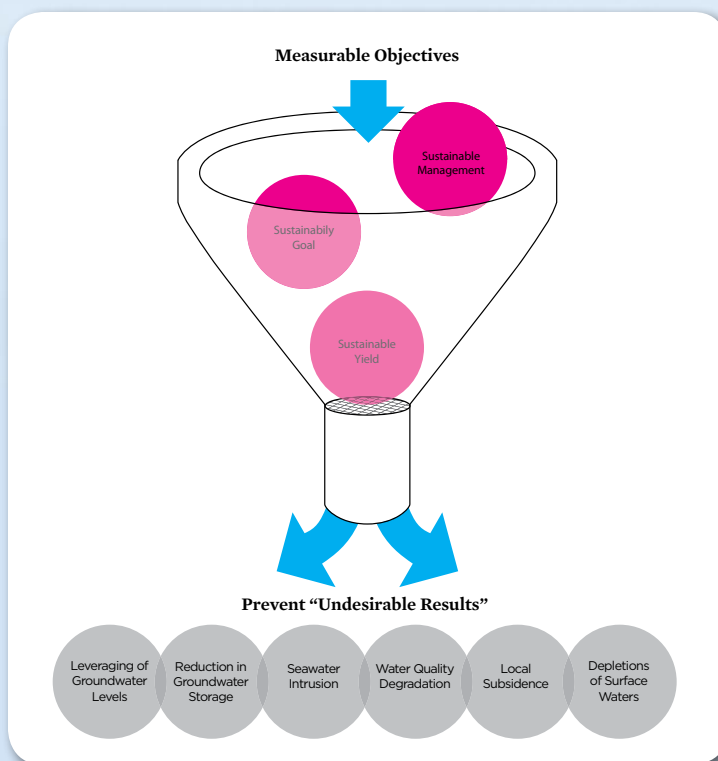 Measurable Objectives
Sustainable
Management
Sustainabily
Goal
Sustainable
Yield
Prevent “Undesirable Results”
Leveraging of
Groundwater
Levels
Reduction in
Groundwater
Storage
Seawater
Intrusion
Water Quality
Degradation
Local
Subsidence
Depletions
of Surface
Waters